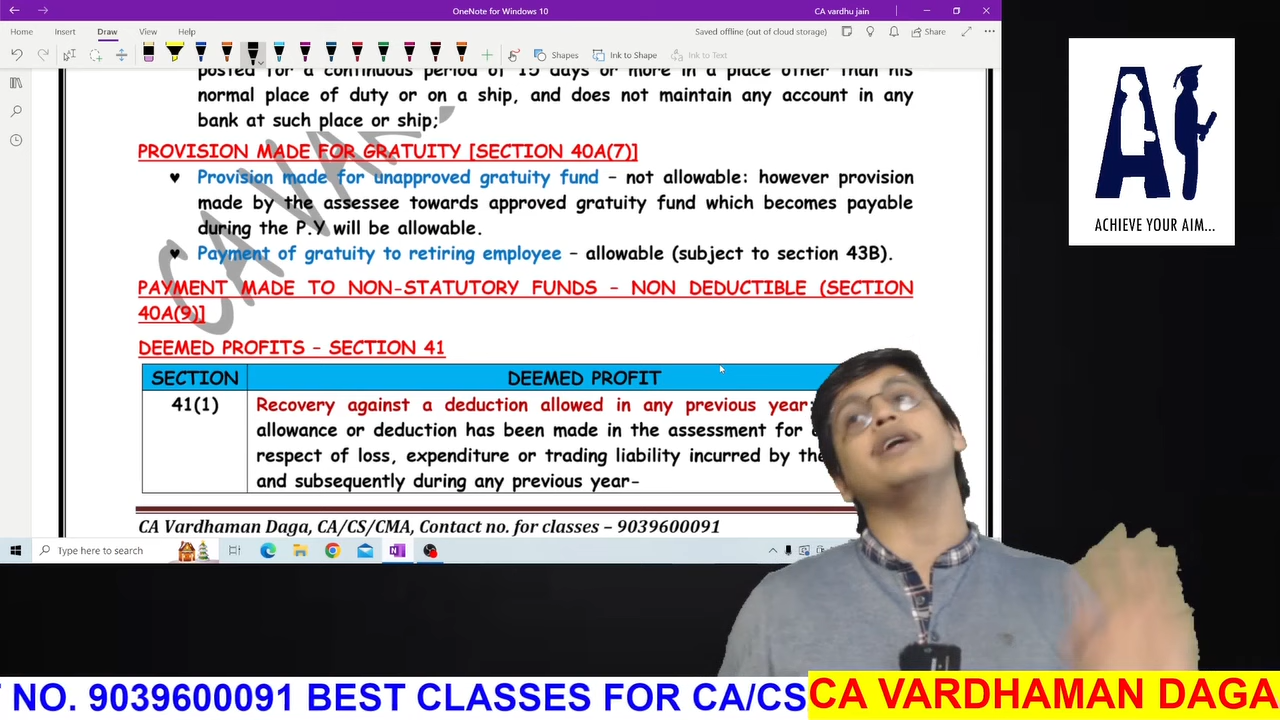 OneNote for Windows 10
CA vardhu jain
Home Insert Draw View Help
Saved offline (out of cloud storage)
Share
Shapes
Ink to Shape
Ink to Text
posted for a continuous period of 15 days or more in a place other than his
normal place of duty or on a ship, and does not maintain any account in any
bank at such place or ship;
PROVISION MADE FOR GRATUITY [SECTION 40A(7)]
♥ Provision made for unapproved gratuity fund – not allowable: however provision
made by the assessee towards approved gratuity fund which becomes payable
during the P.Y will be allowable.
♥ Payment of gratuity to retiring employee – allowable (subject to section 43B).
PAYMENT MADE TO NON-STATUTORY FUNDS – NON DEDUCTIBLE (SECTION
40A(9)]
DEEMED PROFITS – SECTION 41
SECTION DEEMED PROFIT
41(1) Recovery against a deduction allowed in any previous year;
allowance or deduction has been made in the assessment for
respect of loss, expenditure or trading liability incurred by the
and subsequently during any previous year-
CA Vardhaman Daga, CA/CS/CMA, Contact no. for classes – 9039600091
CA VAR
Type here to search
A
ACHIEVE YOUR AIM...
NO. 9039600091 BEST CLASSES FOR CA/CS
CA VARDHAMAN DAGA